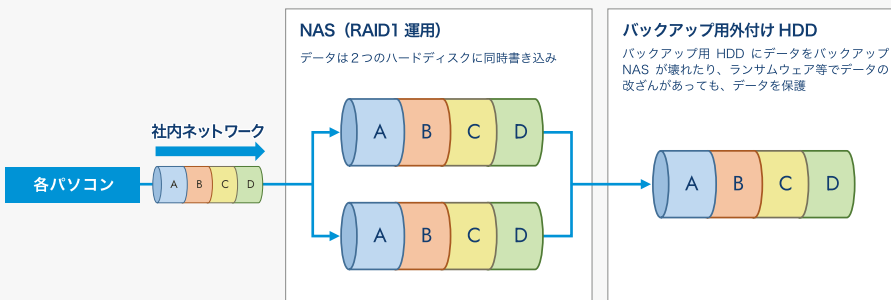 NAS（RAID1 運用）
データは２つのハードディスクに同時書き込み
バックアップ用外付け HDD
バックアップ用 HDD にデータをバックアップ
NAS が壊れたり、ランサムウェア等でデータの
改ざんがあっても、データを保護
社内ネットワーク
各パソコン
A B C D
A B C D
A B C D
A B C D